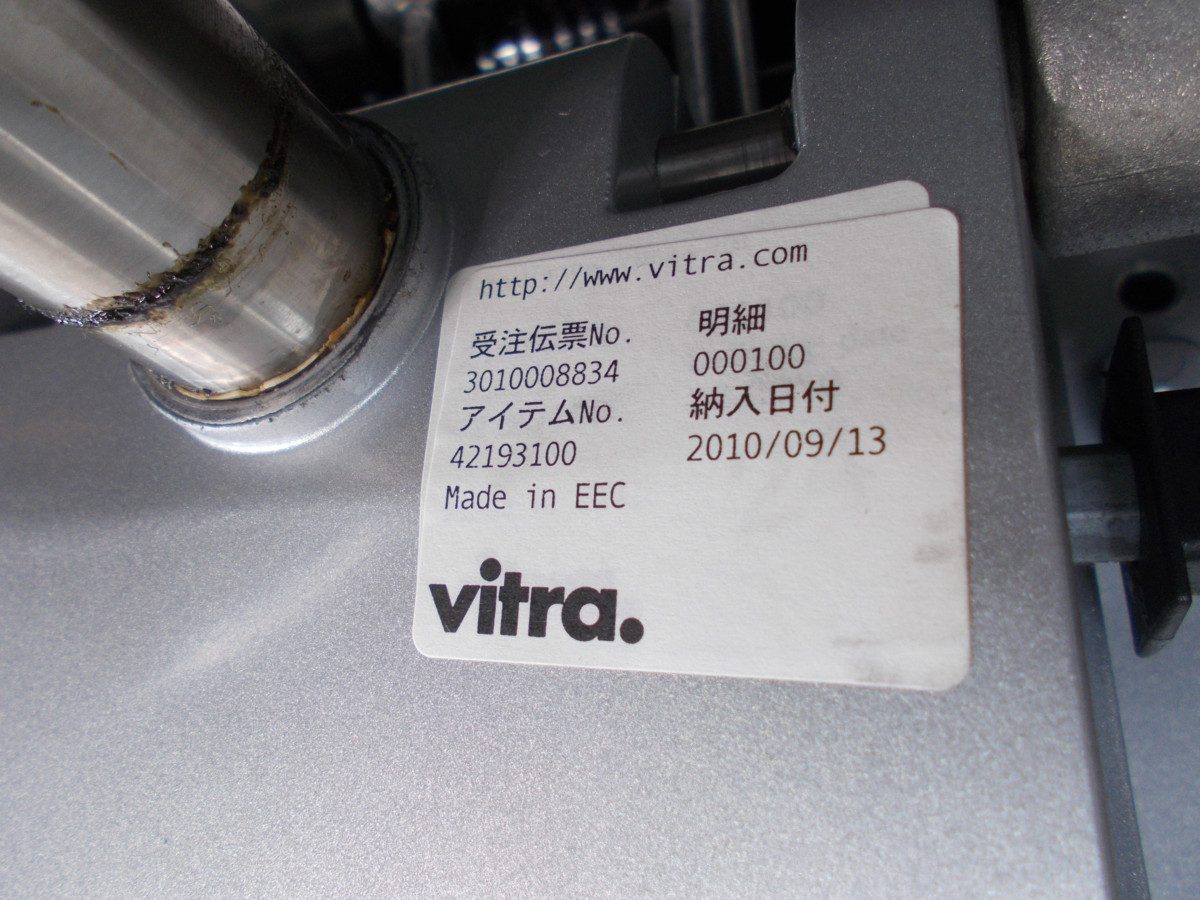 http://www.vitra.com
受注伝票No. 明細
3010008834 000100
アイテムNo. 納入日付
42193100 2010/09/13
Made in EEC
vitra.